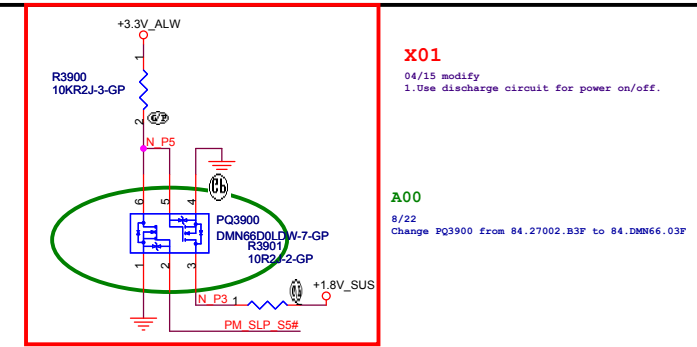 +3.3V_ALW
1
R3900
10KR2J-3-GP
2
N_P5
6 5 4
PQ3900
DMN66D0LDW-7-GP
R3901
10R2J-2-GP
1 2 3
+1.8V_SUS
N_P3 1
PM_SLP_S5#
X01
04/15 modify
1.Use discharge circuit for power on/off.
A00
8/22
Change PQ3900 from 84.27002.B3F to 84.DMN66.03F